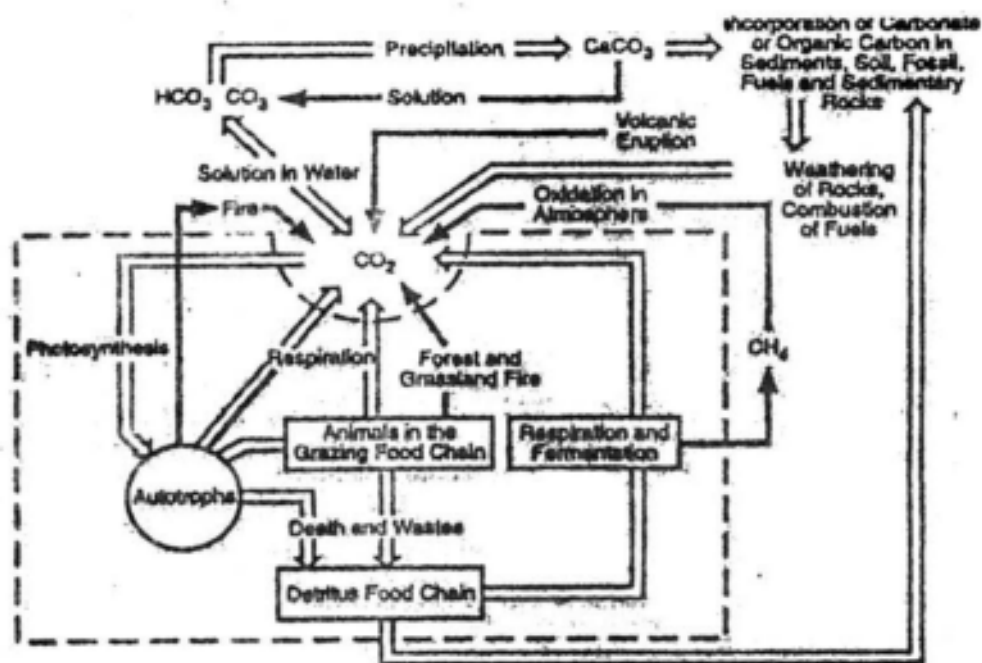 Incorporation of Carbonate
or Organic Carbon in
Sediments, Soil, Fossil,
Fuels and Sedimentary
Rocks
Precipitation
CaCO3
HCO3 CO3
Solution
Volcanic
Eruption
Solution in Water
Weathering
of Rocks,
Combustion
of Fuels
Oxidation in
Atmosphere
Fire
CO2
Photosynthesis
Respiration
Forest and
Grassland Fire
CH4
Animals in the
Grazing Food Chain
Respiration and
Fermentation
Autotrophs
Death and Wastes
Detritus Food Chain